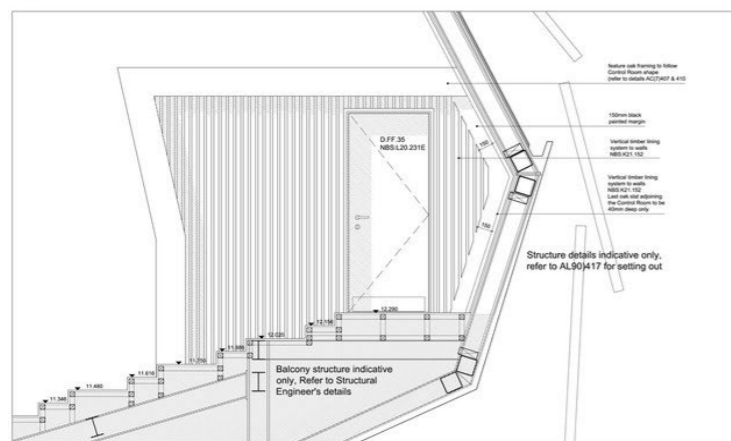 feature oak framing to follow
Control Room shape
(refer to details AC(7)407 & 410
150mm black
painted margin
D.FF.35
NBS:L20.231E
150
Vertical timber lining
system to walls
NBS:K21.152
Vertical timber lining
system to walls
NBS:K21.152
Last oak slat adjoining
the Control Room to be
40mm deep only.
150
Structure details indicative only,
refer to AL90)417 for setting out
12.290
12.156
12.020
11.886
11.750
11.616
11.480
11.346
Balcony structure indicative
only, Refer to Structural
Engineer's details